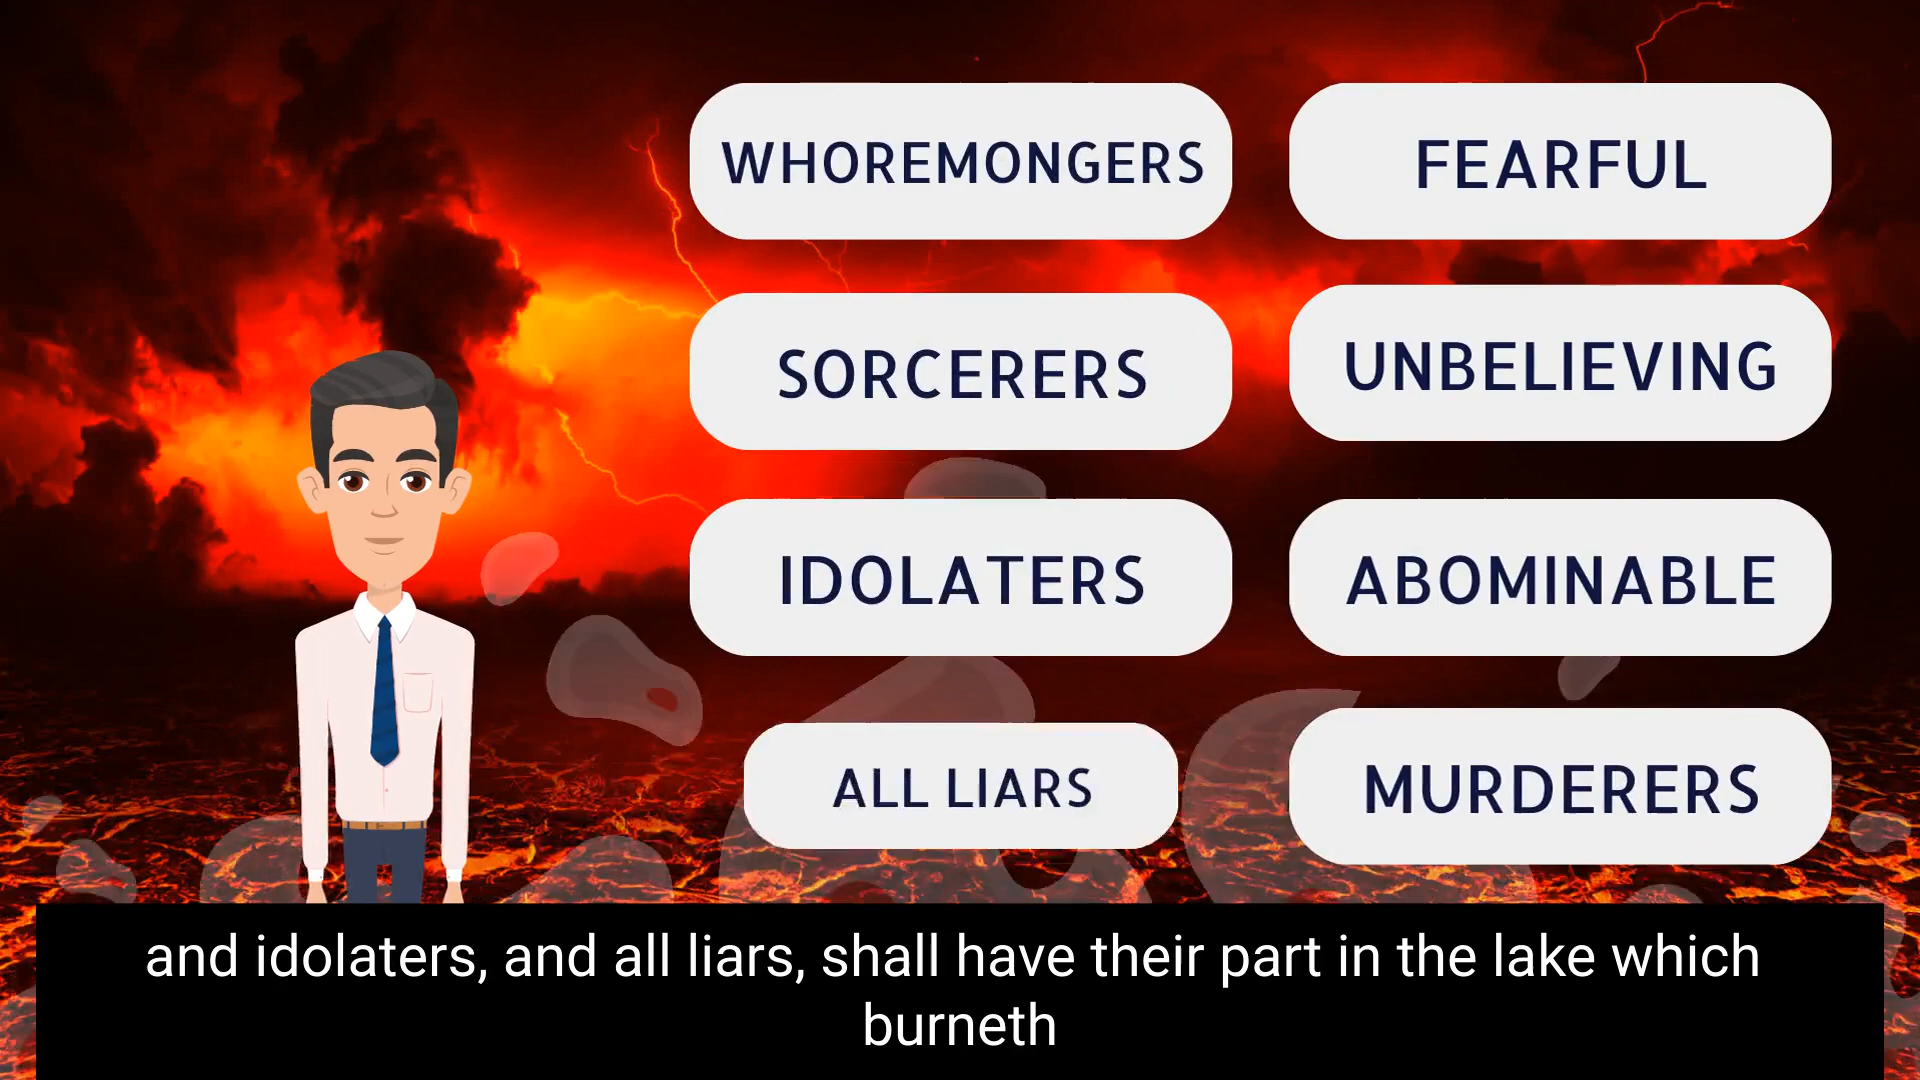 WHOREMONGERS
FEARFUL
SORCERERS
UNBELIEVING
IDOLATERS
ABOMINABLE
ALL LIARS
MURDERERS
and idolaters, and all liars, shall have their part in the lake which
burneth